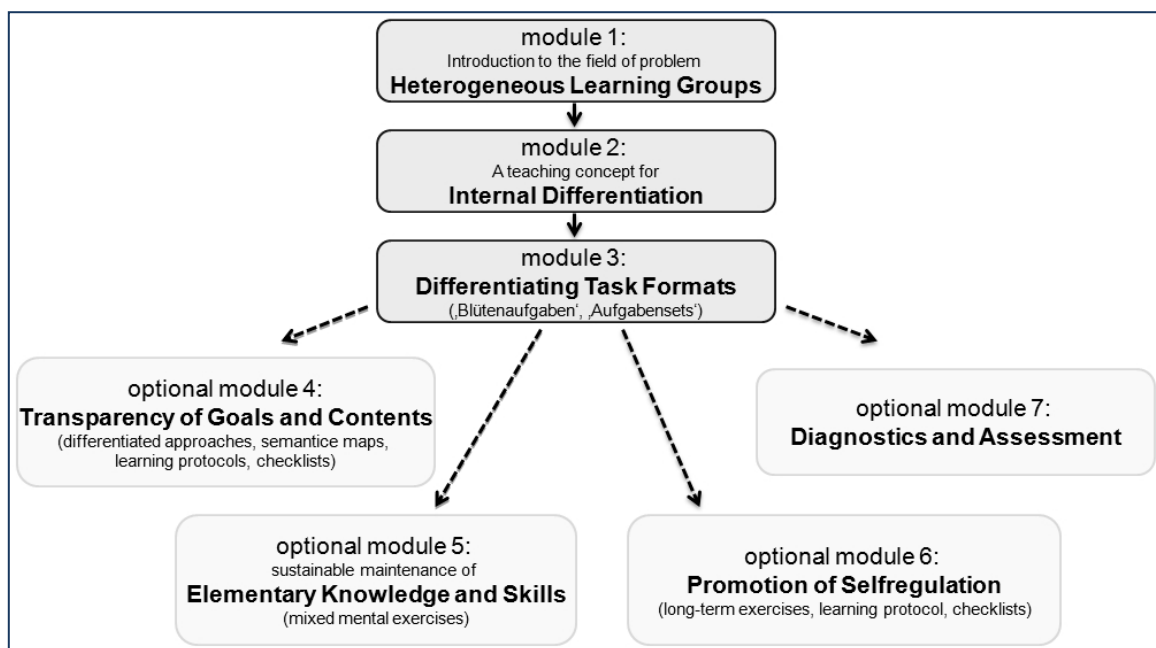 module 1:
Introduction to the field of problem
Heterogeneous Learning Groups
module 2:
A teaching concept for
Internal Differentiation
module 3:
Differentiating Task Formats
(‚Blütenaufgaben‘, ‚Aufgabensets‘)
optional module 4:
Transparency of Goals and Contents
(differentiated approaches, semantice maps,
learning protocols, checklists)
optional module 7:
Diagnostics and Assessment
optional module 5:
sustainable maintenance of
Elementary Knowledge and Skills
(mixed mental exercises)
optional module 6:
Promotion of Selfregulation
(long-term exercises, learning protocol, checklists)